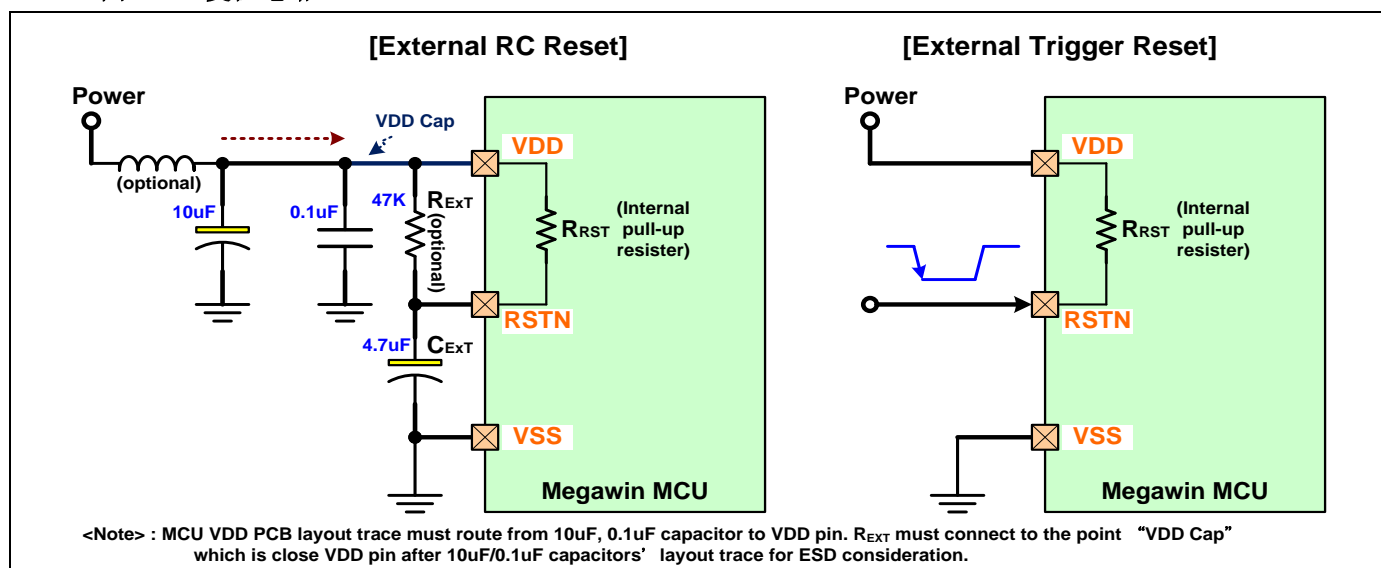 [External RC Reset]
[External Trigger Reset]
Power
VDD Cap
VDD
(optional)
10uF
0.1uF
47K
REXT
(optional)
RRST
(Internal
pull-up
resister)
RSTN
4.7uF
CEXT
VSS
Megawin MCU
Power
VDD
RRST
(Internal
pull-up
resister)
RSTN
VSS
Megawin MCU
<Note> : MCU VDD PCB layout trace must route from 10uF, 0.1uF capacitor to VDD pin. REXT must connect to the point “VDD Cap”
which is close VDD pin after 10uF/0.1uF capacitors’ layout trace for ESD consideration.